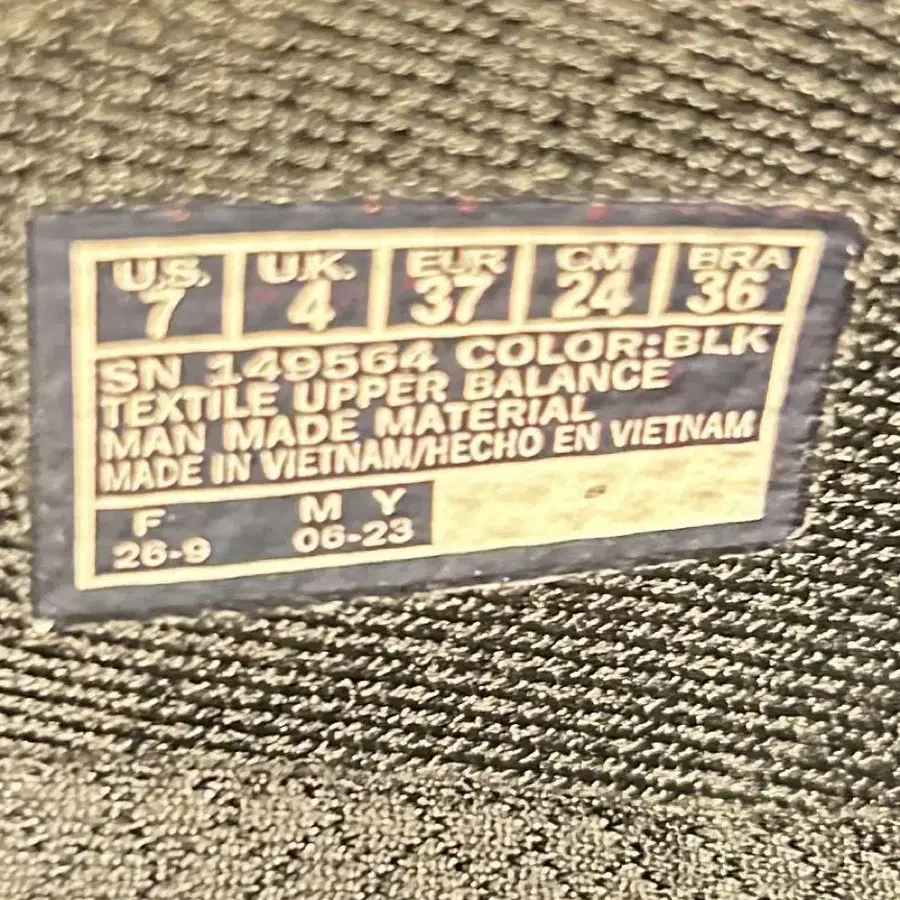 U.S. U.K. EUR CM BRA
7 4 37 24 36
SN 149564 COLOR:BLK
TEXTILE UPPER BALANCE
MAN MADE MATERIAL
MADE IN VIETNAM/HECHO EN VIETNAM
F M Y
26-9 06-23